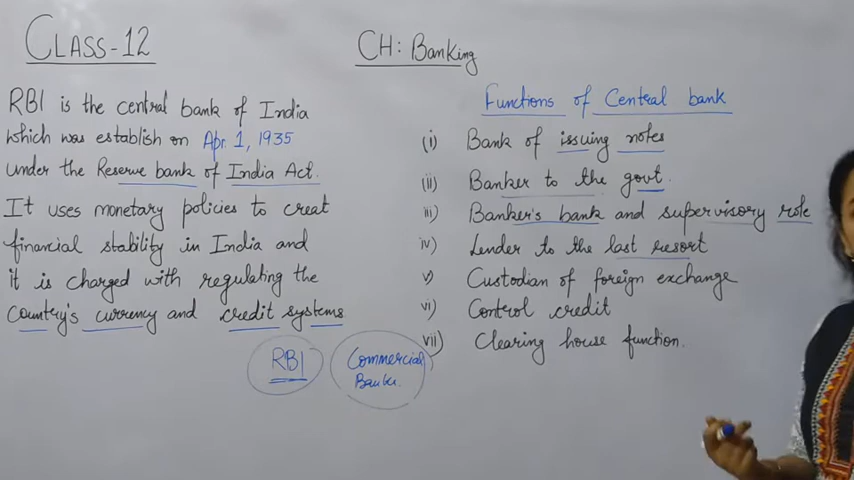 CLASS-12
CH: Banking
RBI is the central bank of India
which was establish on Apr. 1, 1935
under the Reserve bank of India Act.
It uses monetary policies to creat
financial stability in India and
it is charged with regulating the
country's currency and credit systems
Functions of Central bank
(i) Bank of issuing notes
(ii) Banker to the govt.
iii) Banker's bank and supervisory role
iv) Lender to the last resort
v) Custodian of foreign exchange
vi) Control credit
vii) Clearing house function.
RBI
Commercial
Banks.